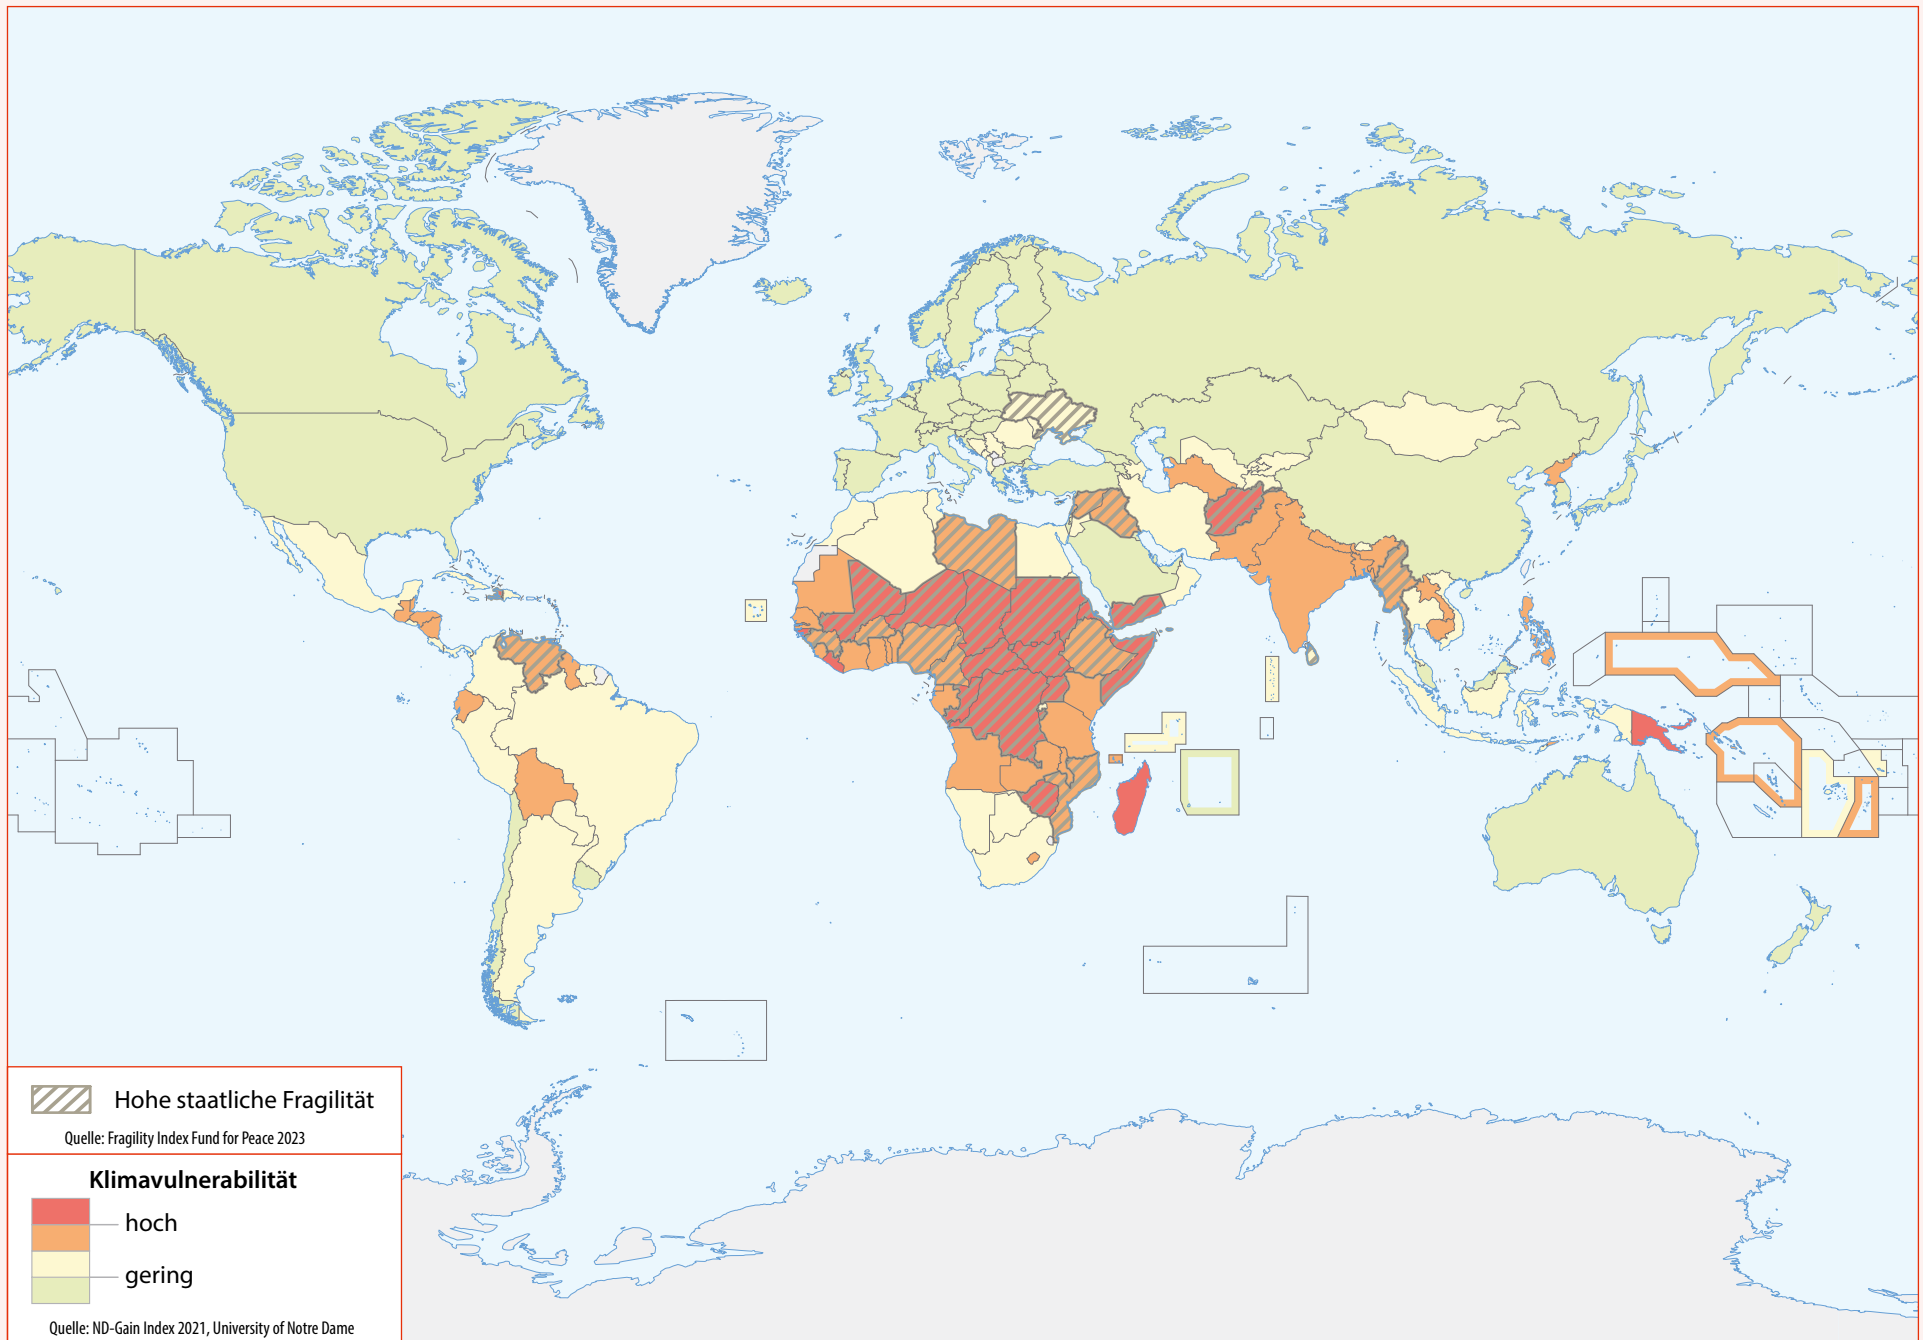 Hohe staatliche Fragilität
Quelle: Fragility Index Fund for Peace 2023
Klimavulnerabilität
hoch
gering
Quelle: ND-Gain Index 2021, University of Notre Dame